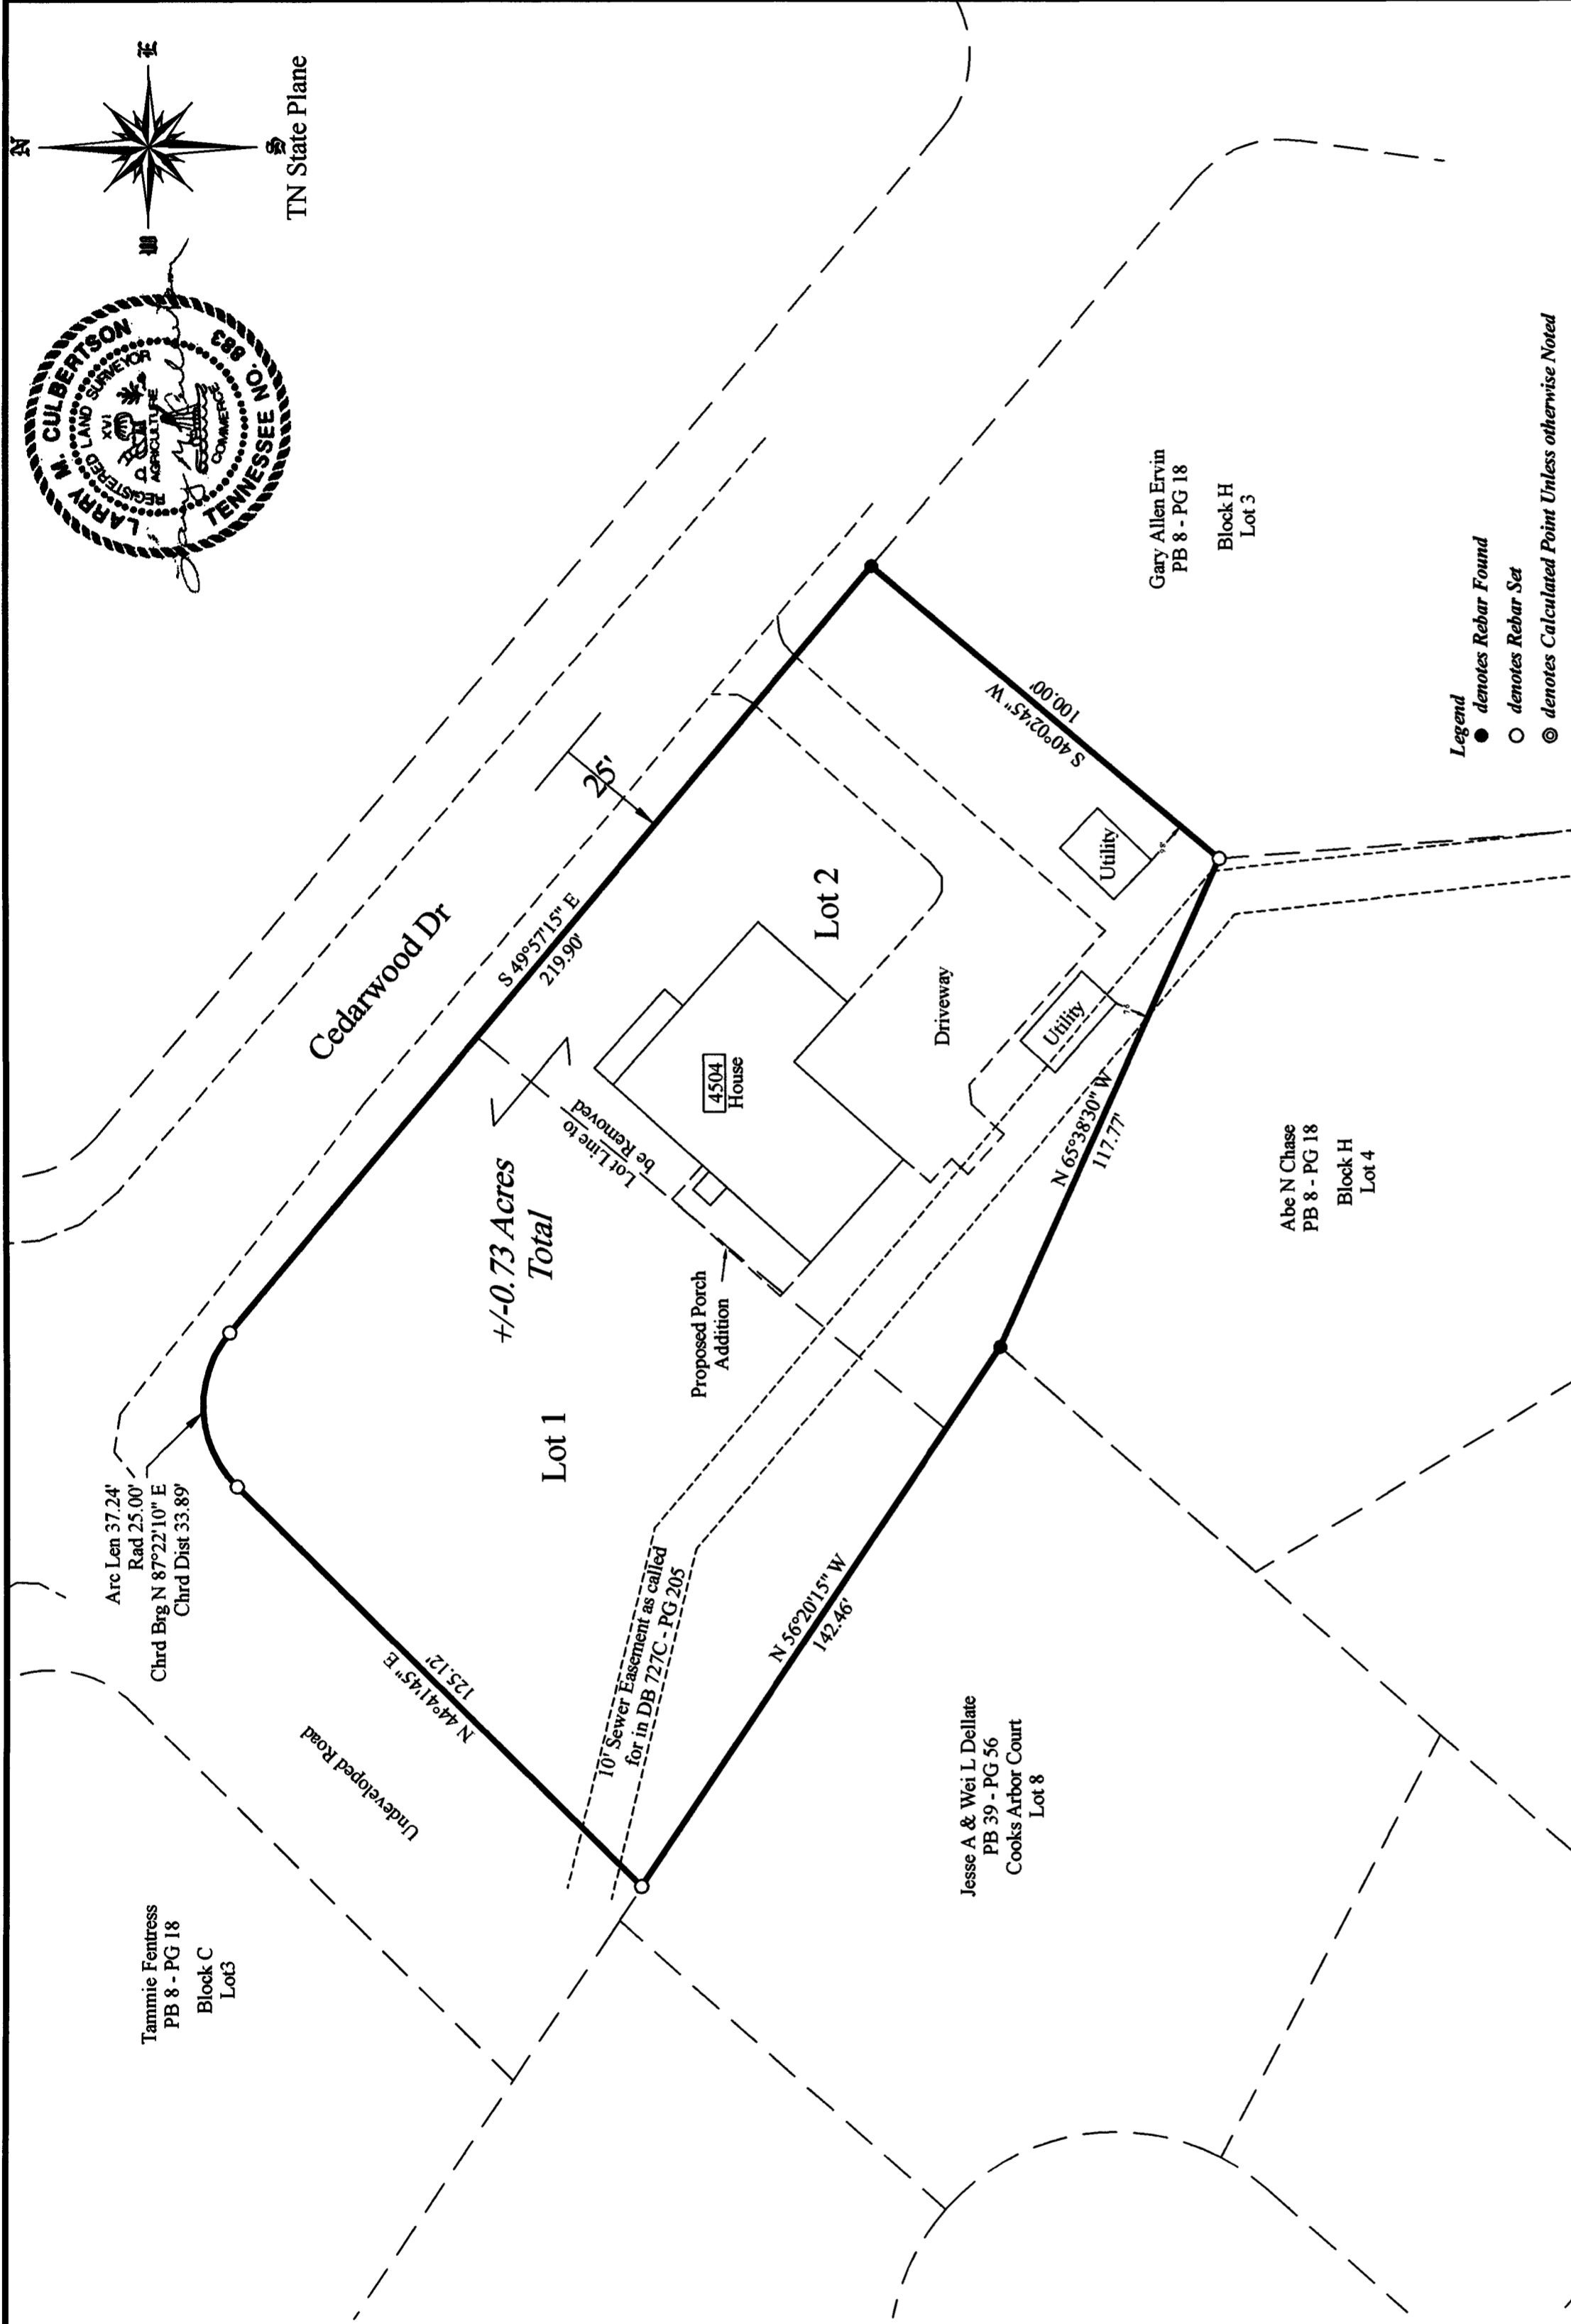 N
W
E
S
TN State Plane
LARRY M. CULBERTSON
REGISTERED LAND SURVEYOR
XVI
AGRICULTURE
COMMERCE
TENNESSEE NO. 883
Arc Len 37.24'
Rad 25.00'
Chrd Brg N 87°22'10" E
Chrd Dist 33.89'
Cedarwood Dr
25'
S 49°57'15" E
219.90'
Tammie Fentress
PB 8 - PG 18
Block C
Lot3
Undeveloped Road
N 44°41'45" E
125.12'
+/-0.73 Acres
Total
Lot 1
Lot 2
Lot Line to
be Removed
4504
House
Proposed Porch
Addition
Driveway
Utility
Utility
10' Sewer Easement as called
for in DB 727C - PG 205
S 40°02'45" W
100.00'
N 65°38'30" W
117.77'
N 56°20'15" W
142.46'
Gary Allen Ervin
PB 8 - PG 18
Block H
Lot 3
Abe N Chase
PB 8 - PG 18
Block H
Lot 4
Jesse A & Wei L Dellate
PB 39 - PG 56
Cooks Arbor Court
Lot 8
Legend
denotes Rebar Found
denotes Rebar Set
denotes Calculated Point Unless otherwise Noted